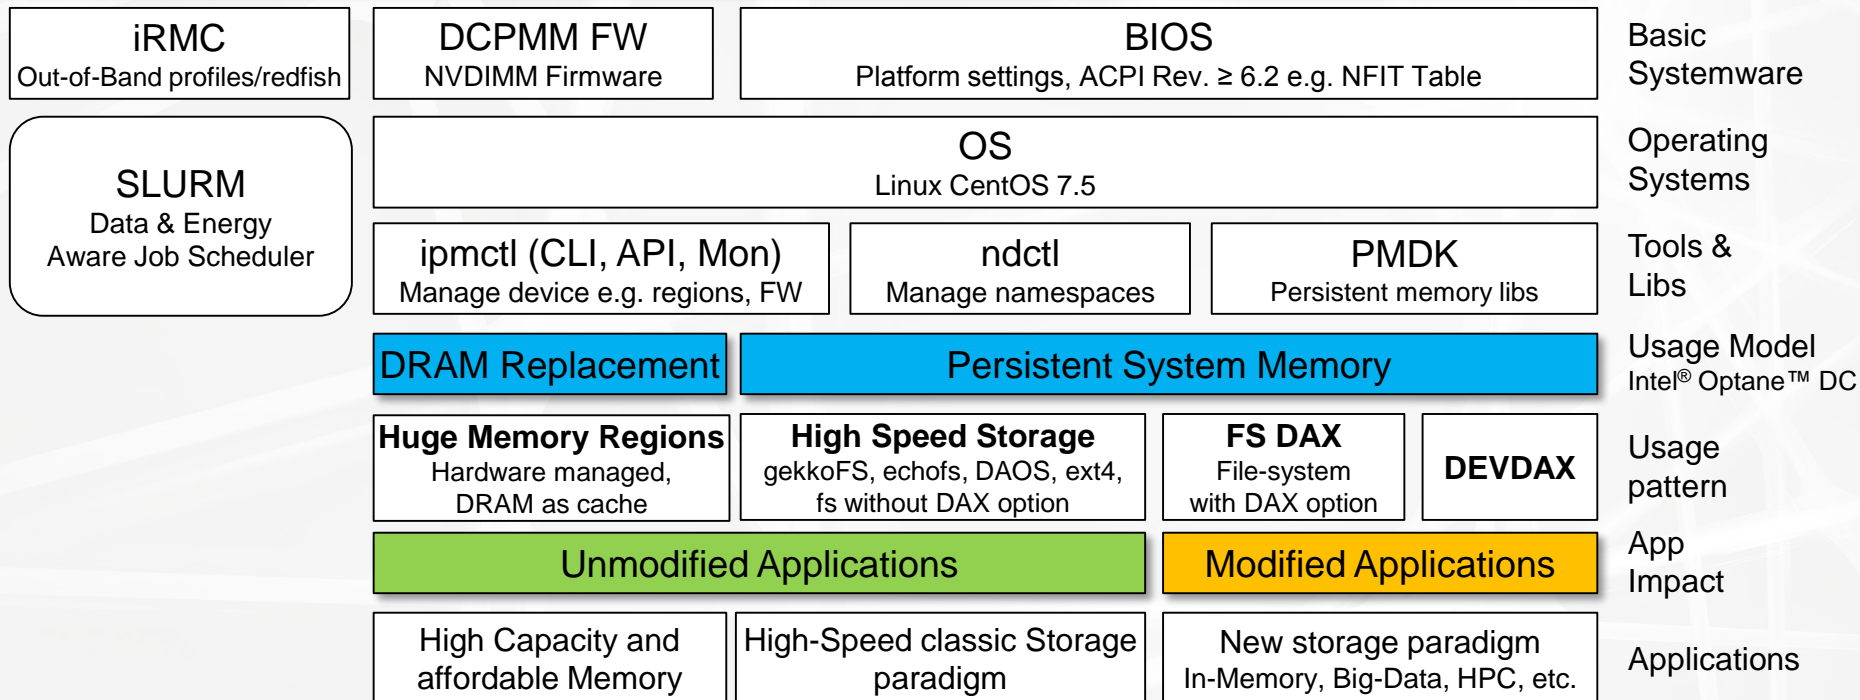 iRMC
Out-of-Band profiles/redfish
DCPMM FW
NVDIMM Firmware
BIOS
Platform settings, ACPI Rev. ≥ 6.2 e.g. NFIT Table
Basic
Systemware
SLURM
Data & Energy
Aware Job Scheduler
OS
Linux CentOS 7.5
Operating
Systems
ipmctl (CLI, API, Mon)
Manage device e.g. regions, FW
ndctl
Manage namespaces
PMDK
Persistent memory libs
Tools &
Libs
DRAM Replacement
Persistent System Memory
Usage Model
Intel® Optane™ DC
Huge Memory Regions
Hardware managed,
DRAM as cache
High Speed Storage
gekkoFS, echofs, DAOS, ext4,
fs without DAX option
FS DAX
File-system
with DAX option
DEVDAX
Usage
pattern
Unmodified Applications
Modified Applications
App
Impact
High Capacity and
affordable Memory
High-Speed classic Storage
paradigm
New storage paradigm
In-Memory, Big-Data, HPC, etc.
Applications